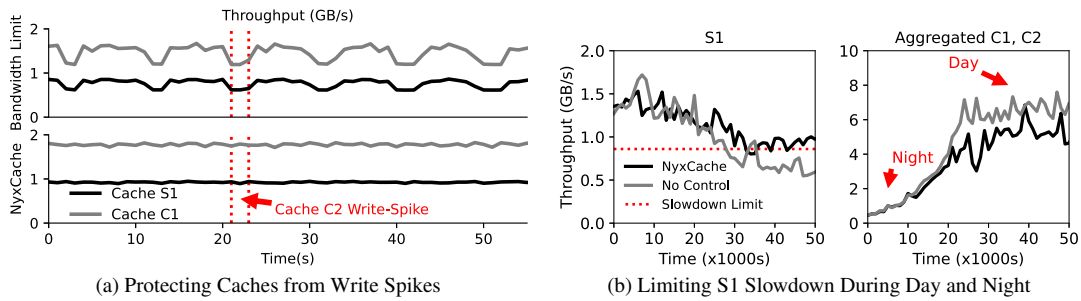 Throughput (GB/s)
Bandwidth Limit
2
1
0
NyxCache
2
1
0
Cache S1
Cache C1
Cache C2 Write-Spike
0 10 20 30 40 50
Time(s)
(a) Protecting Caches from Write Spikes
S1
Throughput (GB/s)
2.0
1.5
1.0
0.5
0.0
NyxCache
No Control
Slowdown Limit
0 10 20 30 40 50
Time (x1000s)
Aggregated C1, C2
10
8
6
4
2
0
Day
Night
0 10 20 30 40 50
Time (x1000s)
(b) Limiting S1 Slowdown During Day and Night